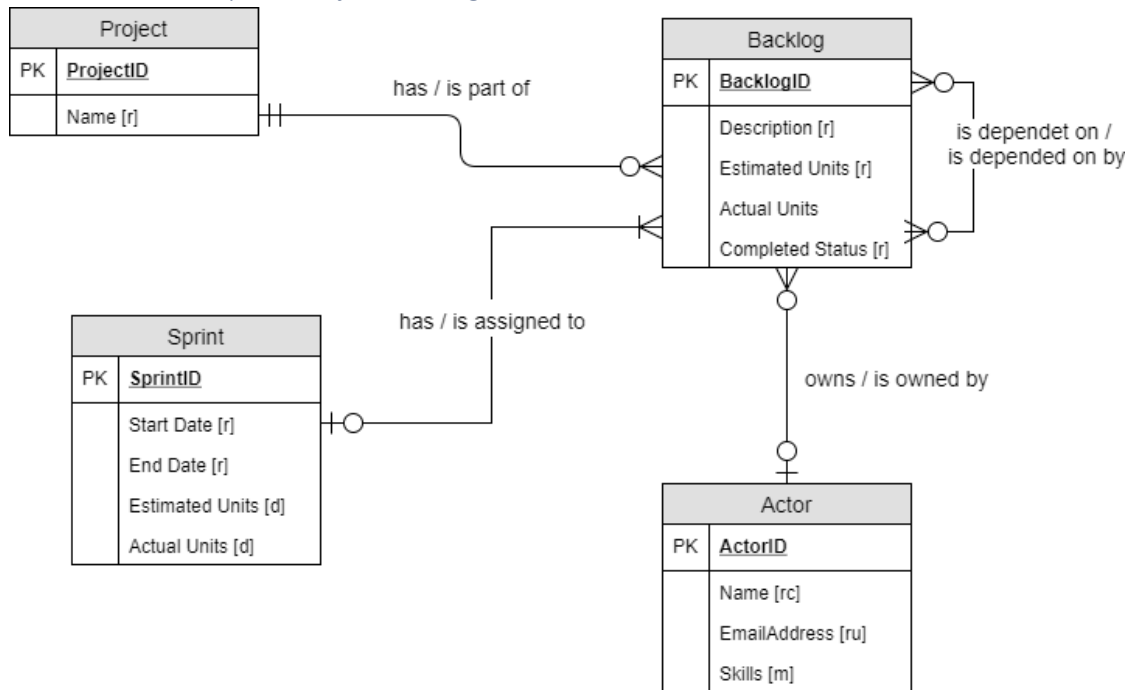 Project
PK ProjectID
Name [r]
has / is part of
Backlog
PK BacklogID
Description [r]
Estimated Units [r]
Actual Units
Completed Status [r]
is dependet on /
is depended on by
has / is assigned to
Sprint
PK SprintID
Start Date [r]
End Date [r]
Estimated Units [d]
Actual Units [d]
owns / is owned by
Actor
PK ActorID
Name [rc]
EmailAddress [ru]
Skills [m]